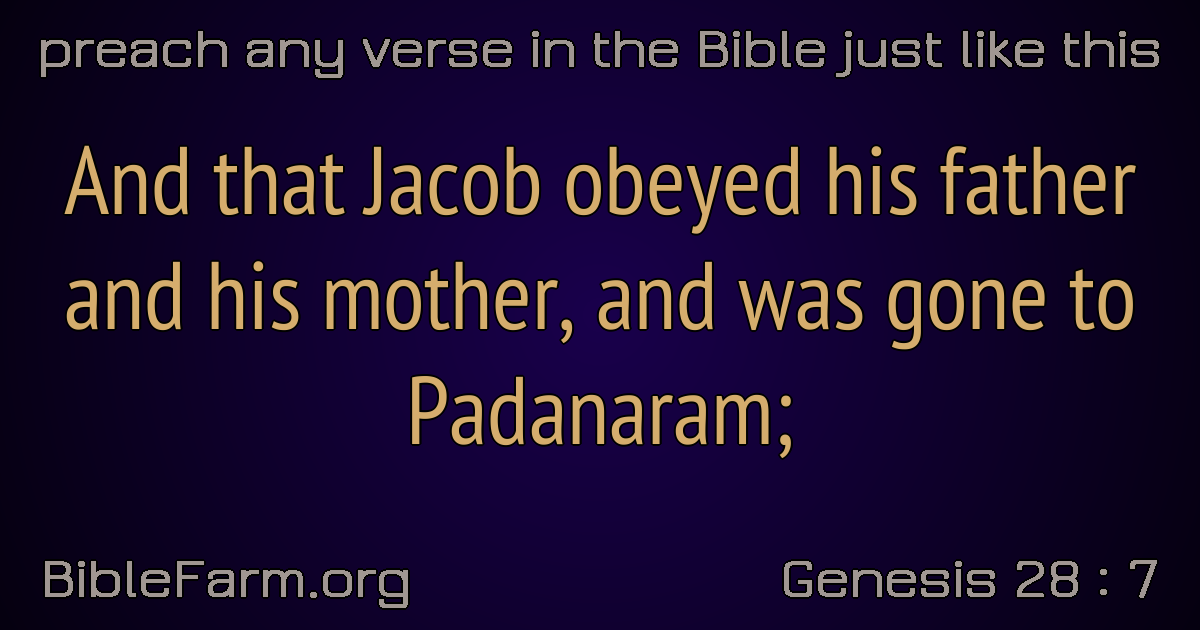 preach any verse in the Bible just like this
And that Jacob obeyed his father
and his mother, and was gone to
Padanaram;
BibleFarm.org
Genesis 28 : 7